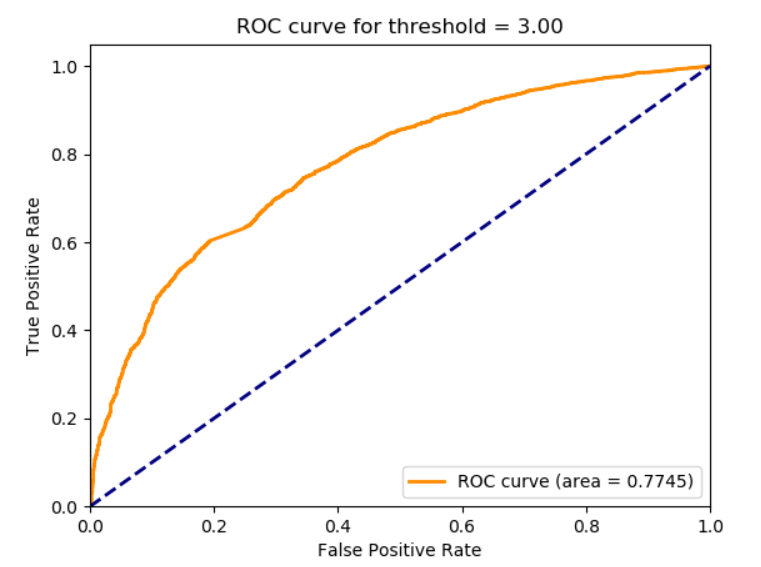 ROC curve for threshold = 3.00
True Positive Rate
1.0
0.8
0.6
0.4
0.2
0.0
0.0 0.2 0.4 0.6 0.8 1.0
False Positive Rate
ROC curve (area = 0.7745)